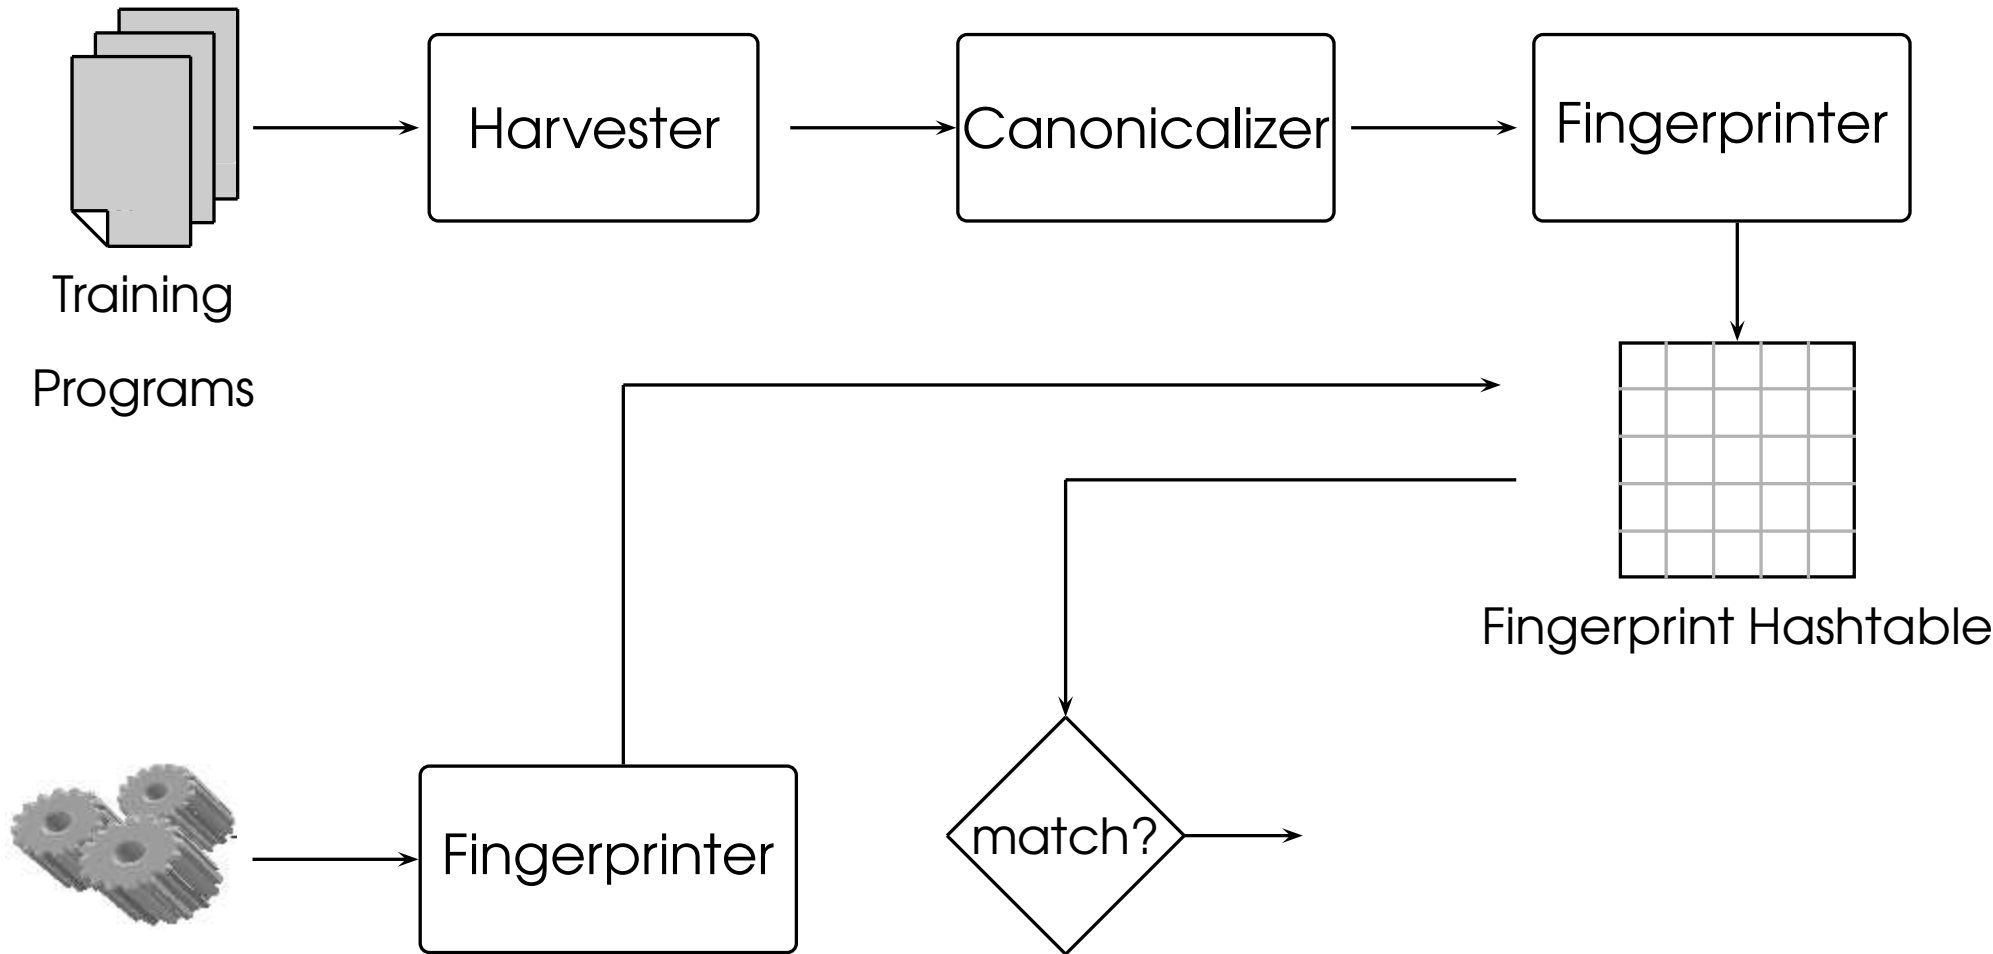 Harvester
Canonicalizer
Fingerprinter
Training
Programs
Fingerprint Hashtable
Fingerprinter
match?